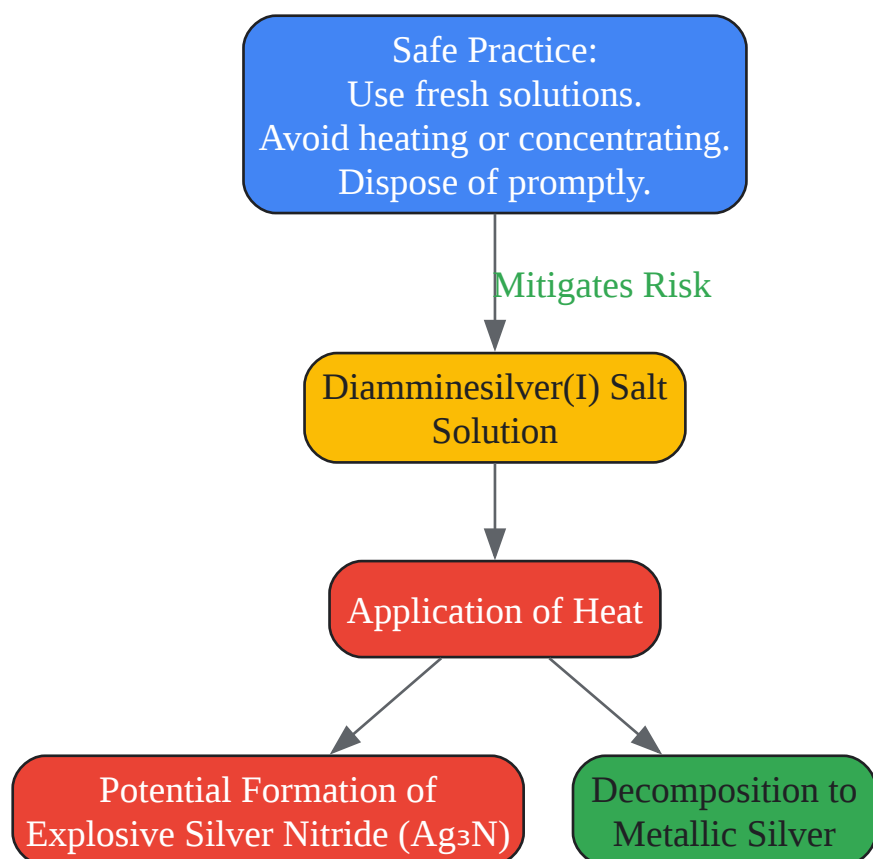 Safe Practice:
Use fresh solutions.
Avoid heating or concentrating.
Dispose of promptly.
Mitigates Risk
Diamminesilver(I) Salt
Solution
Application of Heat
Potential Formation of
Explosive Silver Nitride (Ag₃N)
Decomposition to
Metallic Silver